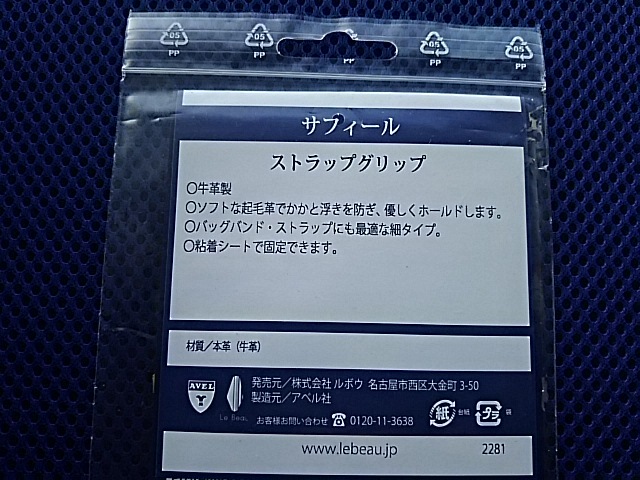 05 05 05 05
PP PP PP PP PP
サフィール
ストラップグリップ
○牛革製
○ソフトな起毛革でかかと浮きを防ぎ、優しくホールドします。
○バッグバンド・ストラップにも最適な細タイプ。
○粘着シートで固定できます。
材質／本革（牛革）
AVEL
Le Beau
発売元／株式会社 ルボウ 名古屋市西区大金町 3-50
製造元／アベル社
お客様お問い合わせ ☎ 0120-11-3638
紙 台紙 プラ 袋
www.lebeau.jp 2281